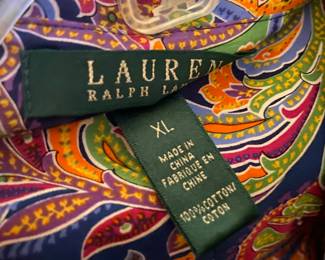 LAUREN
RALPH
XL
MADE IN
CHINA
FABRIQUE EN
CHINE
100%COTTON/
COTON